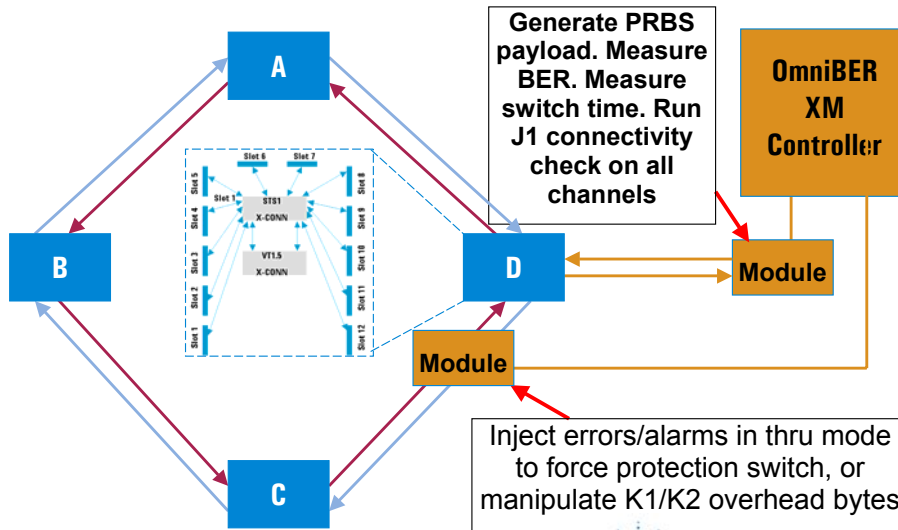 Generate PRBS
payload. Measure
BER. Measure
switch time. Run
J1 connectivity
check on all
channels
OmniBER
XM
Controller
A
B
C
D
Module
Module
Slot 6
Slot 7
Slot 5
Slot 4
Slot 3
Slot 2
Slot 1
Slot 1
STS1
X-CONN
VT1.5
X-CONN
Slot 8
Slot 9
Slot 10
Slot 11
Slot 12
Inject errors/alarms in thru mode
to force protection switch, or
manipulate K1/K2 overhead bytes